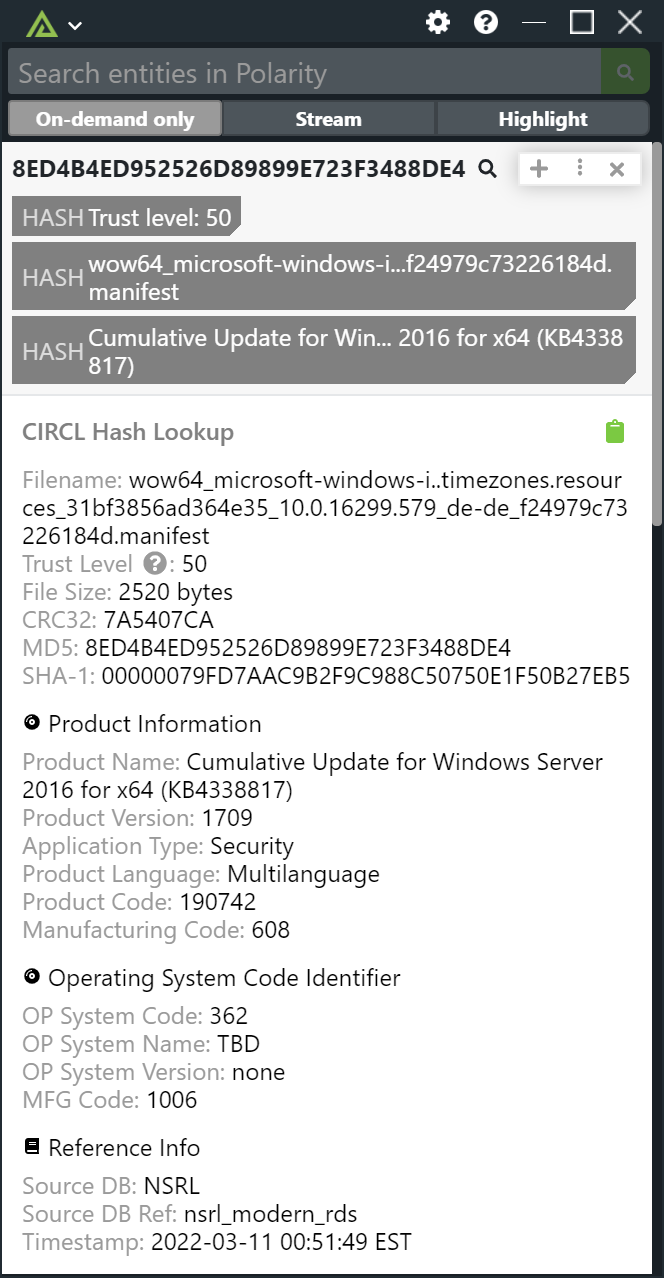 Search entities in Polarity
On-demand only
Stream
Highlight
8ED4B4ED952526D89899E723F3488DE4
HASH Trust level: 50
HASH wow64_microsoft-windows-i...f24979c73226184d.
manifest
HASH Cumulative Update for Win... 2016 for x64 (KB4338
817)
CIRCL Hash Lookup
Filename: wow64_microsoft-windows-i..timezones.resour
ces_31bf3856ad364e35_10.0.16299.579_de-de_f24979c73
226184d.manifest
Trust Level ?: 50
File Size: 2520 bytes
CRC32: 7A5407CA
MD5: 8ED4B4ED952526D89899E723F3488DE4
SHA-1: 00000079FD7AAC9B2F9C988C50750E1F50B27EB5
Product Information
Product Name: Cumulative Update for Windows Server
2016 for x64 (KB4338817)
Product Version: 1709
Application Type: Security
Product Language: Multilanguage
Product Code: 190742
Manufacturing Code: 608
Operating System Code Identifier
OP System Code: 362
OP System Name: TBD
OP System Version: none
MFG Code: 1006
Reference Info
Source DB: NSRL
Source DB Ref: nsrl_modern_rds
Timestamp: 2022-03-11 00:51:49 EST